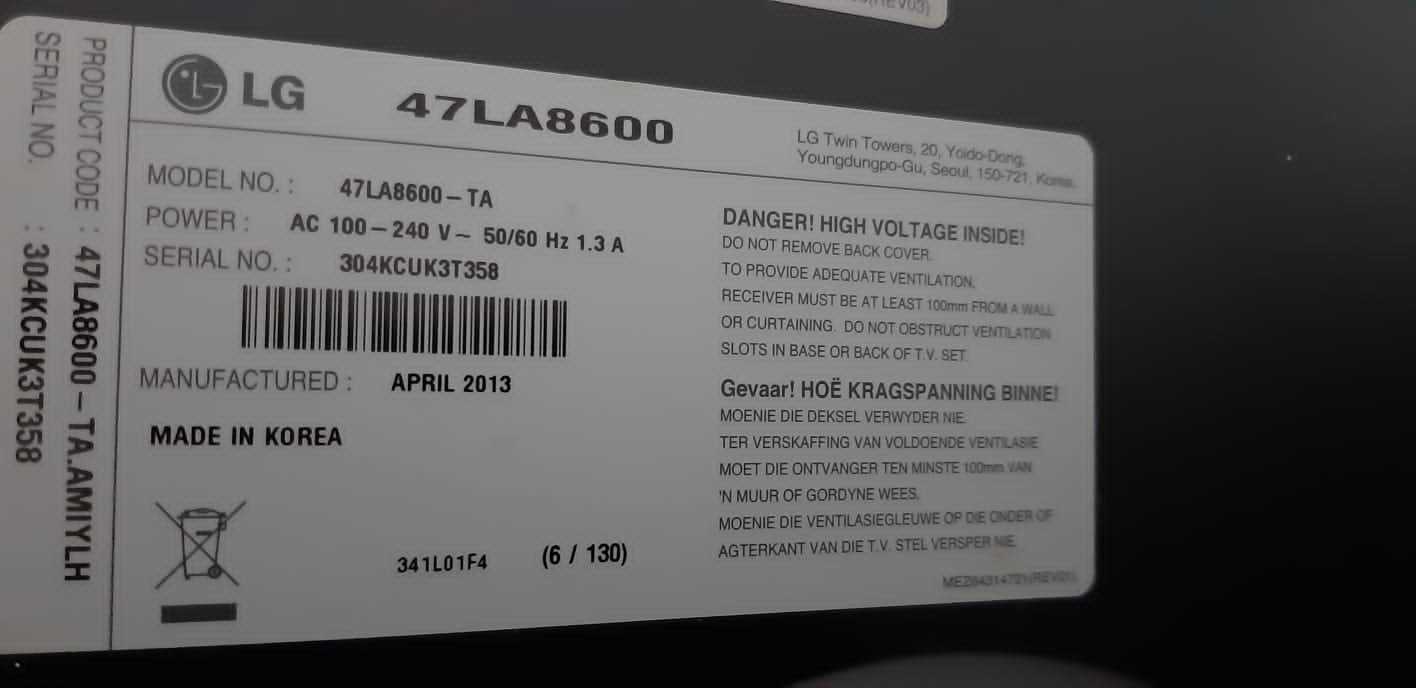 (REV03)
PRODUCT CODE : 47LA8600-TA.AMIYLH
SERIAL NO. : 304KCUK3T358
LG 47LA8600
LG Twin Towers, 20, Yoido-Dong,
Youngdungpo-Gu, Seoul, 150-721, Korea.
MODEL NO. : 47LA8600-TA
POWER : AC 100-240 V~ 50/60 Hz 1.3 A
SERIAL NO. : 304KCUK3T358
MANUFACTURED : APRIL 2013
MADE IN KOREA
341L01F4 (6 / 130)
DANGER! HIGH VOLTAGE INSIDE!
DO NOT REMOVE BACK COVER.
TO PROVIDE ADEQUATE VENTILATION,
RECEIVER MUST BE AT LEAST 100mm FROM A WALL
OR CURTAINING. DO NOT OBSTRUCT VENTILATION
SLOTS IN BASE OR BACK OF T.V. SET.
Gevaar! HOË KRAGSPANNING BINNE!
MOENIE DIE DEKSEL VERWYDER NIE.
TER VERSKAFFING VAN VOLDOENDE VENTILASIE
MOET DIE ONTVANGER TEN MINSTE 100mm VAN
'N MUUR OF GORDYNE WEES.
MOENIE DIE VENTILASIEGLEUWE OP DIE ONDER OF
AGTERKANT VAN DIE T.V. STEL VERSPER NIE.